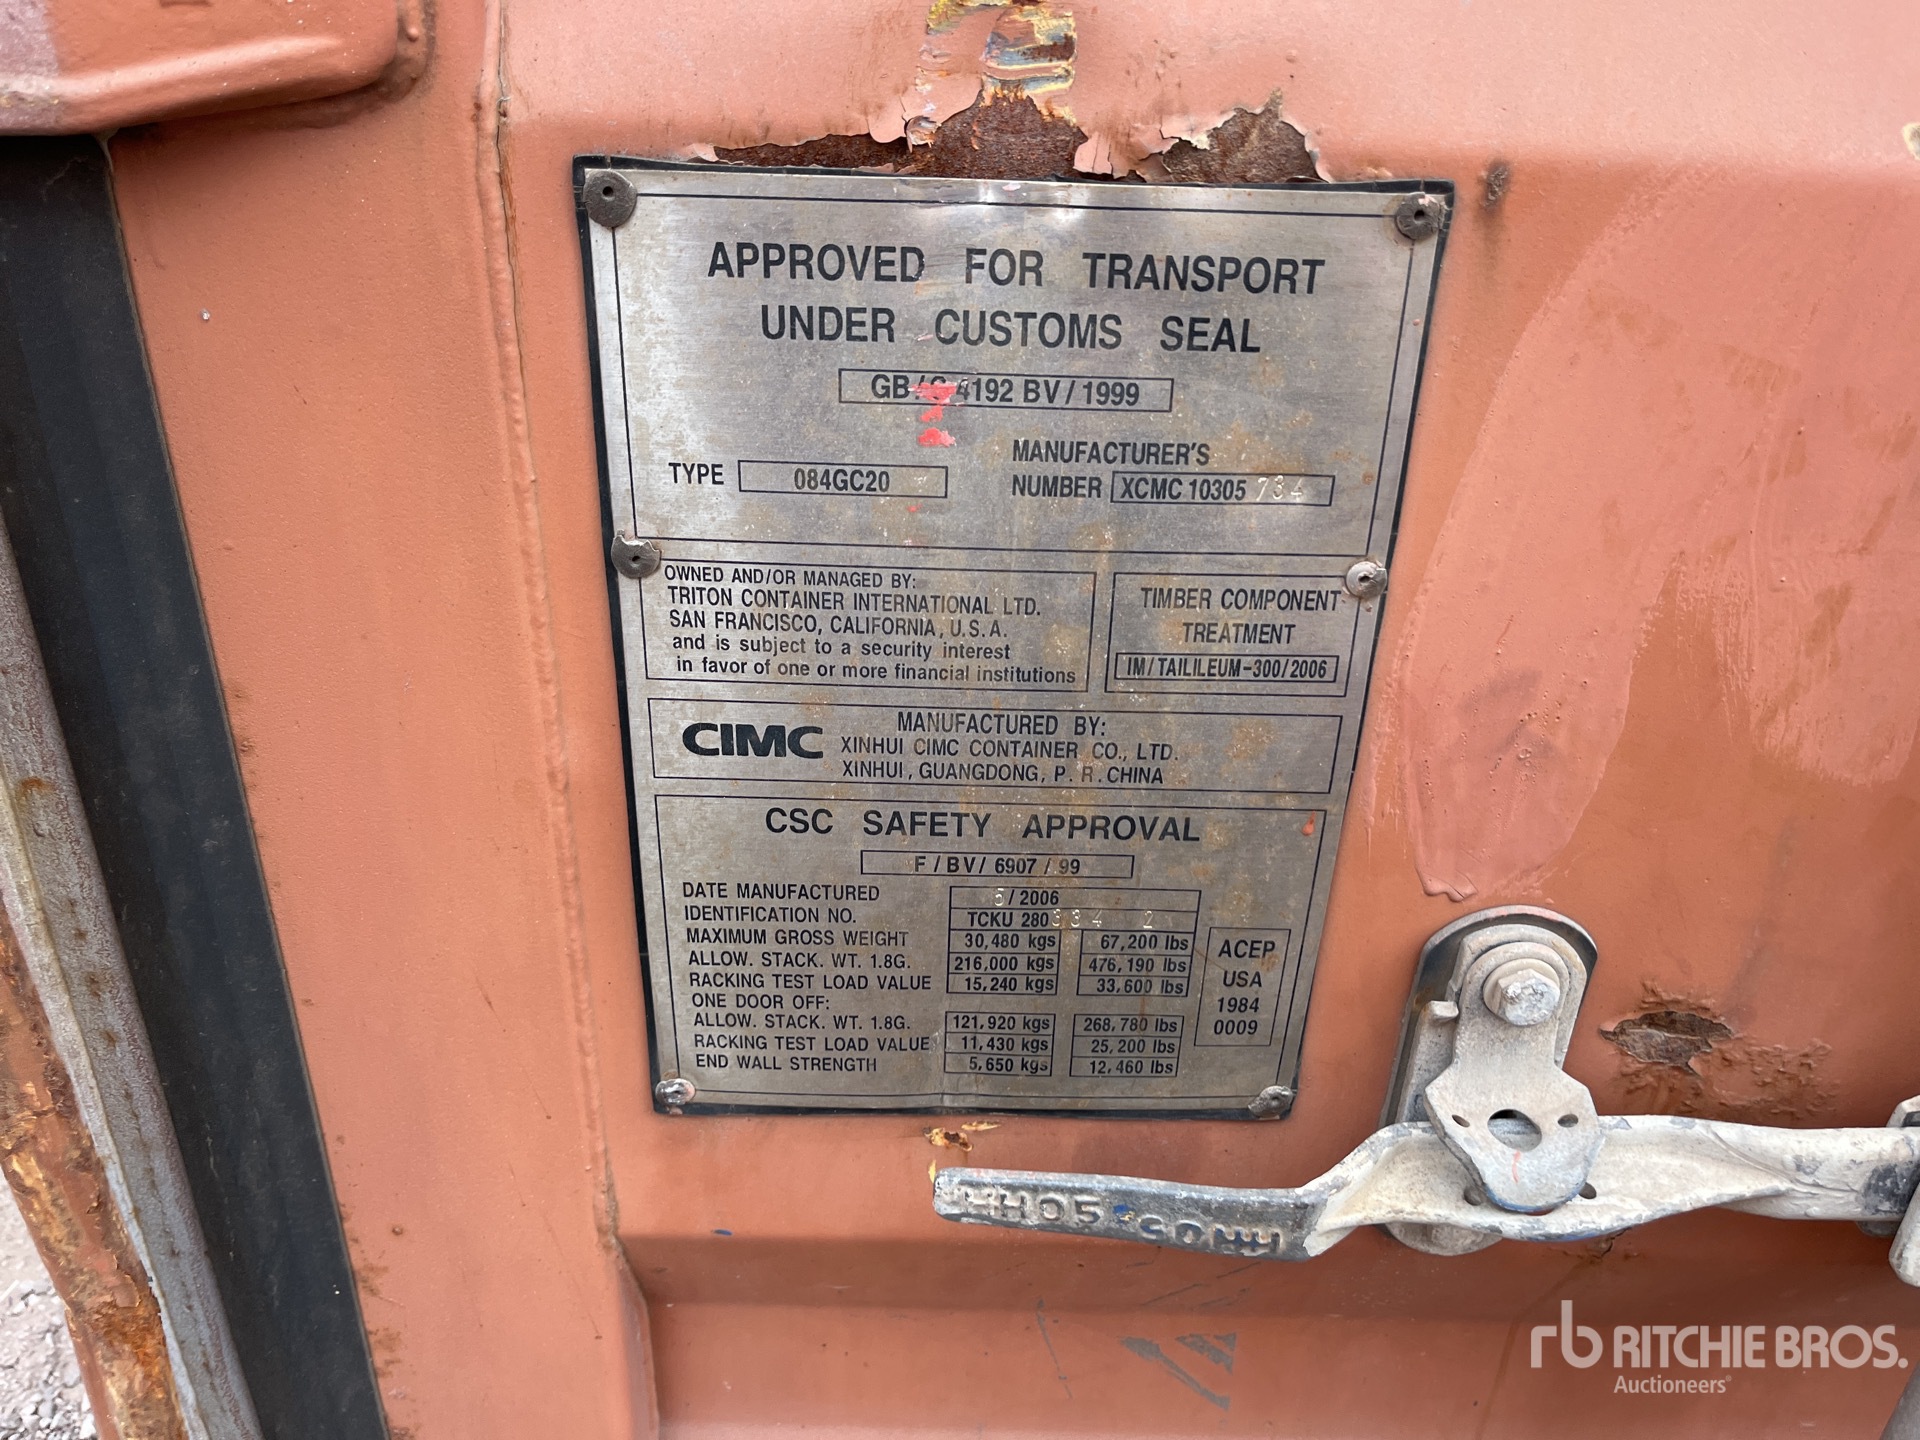 APPROVED FOR TRANSPORT
UNDER CUSTOMS SEAL
GB/C 4192 BV / 1999
TYPE 084GC20
MANUFACTURER'S
NUMBER XCMC 10305 734
OWNED AND/OR MANAGED BY:
TRITON CONTAINER INTERNATIONAL LTD.
SAN FRANCISCO, CALIFORNIA, U.S.A.
and is subject to a security interest
in favor of one or more financial institutions
TIMBER COMPONENT
TREATMENT
IM/TAILILEUM-300/2006
CIMC
MANUFACTURED BY:
XINHUI CIMC CONTAINER CO., LTD.
XINHUI, GUANGDONG, P. R. CHINA
CSC SAFETY APPROVAL
F/BV/ 6907 / 99
DATE MANUFACTURED 5/2006
IDENTIFICATION NO. TCKU 280334 2
MAXIMUM GROSS WEIGHT 30,480 kgs 67,200 lbs
ALLOW. STACK. WT. 1.8G. 216,000 kgs 476,190 lbs
RACKING TEST LOAD VALUE 15,240 kgs 33,600 lbs
ONE DOOR OFF:
ALLOW. STACK. WT. 1.8G. 121,920 kgs 268,780 lbs
RACKING TEST LOAD VALUE 11,430 kgs 25,200 lbs
END WALL STRENGTH 5,650 kgs 12,460 lbs
ACEP
USA
1984
0009
rb RITCHIE BROS.
Auctioneers